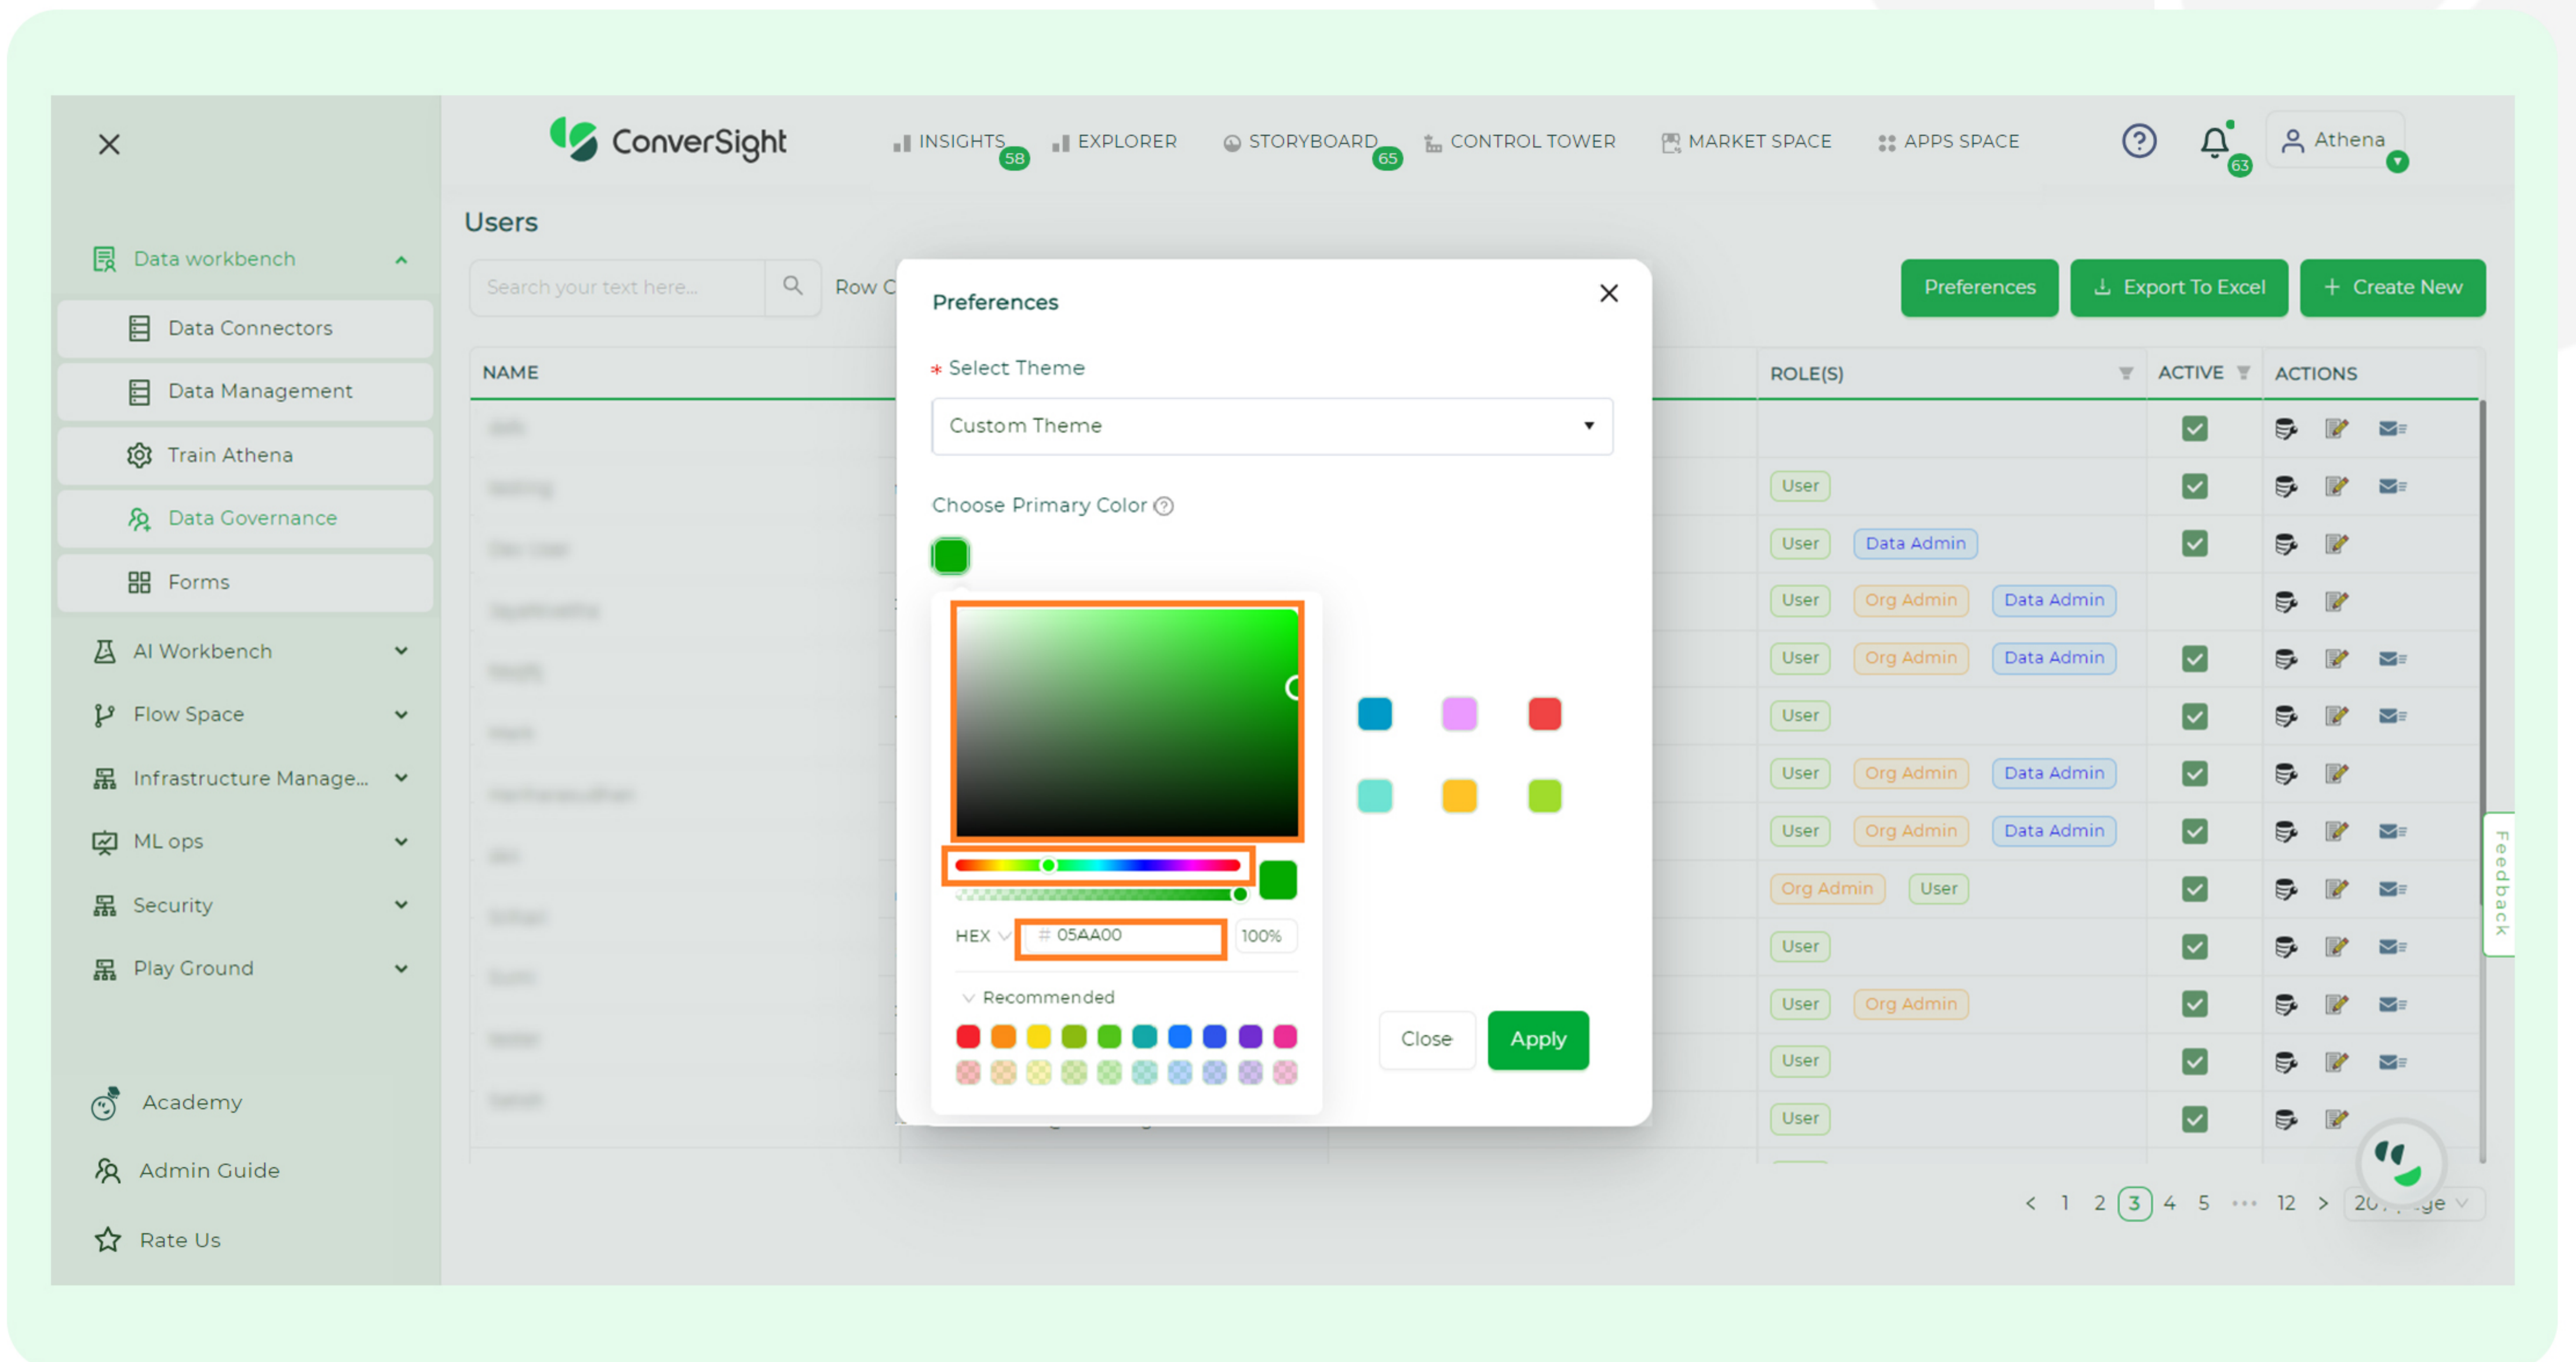 ConverSight
INSIGHTS 58
EXPLORER
STORYBOARD 65
CONTROL TOWER
MARKET SPACE
APPS SPACE
63
Athena
Data workbench
Data Connectors
Data Management
Train Athena
Data Governance
Forms
AI Workbench
Flow Space
Infrastructure Manage...
ML ops
Security
Play Ground
Academy
Admin Guide
Rate Us
Users
Search your text here...
Row C
Preferences
Export To Excel
+ Create New
NAME
ROLE(S)
ACTIVE
ACTIONS
Preferences
* Select Theme
Custom Theme
Choose Primary Color
HEX # 05AA00 100%
Recommended
Close
Apply
User
User Data Admin
User Org Admin Data Admin
User Org Admin Data Admin
User
User Org Admin Data Admin
User Org Admin Data Admin
Org Admin User
User
User Org Admin
User
User
Feedback
< 1 2 3 4 5 ••• 12 >